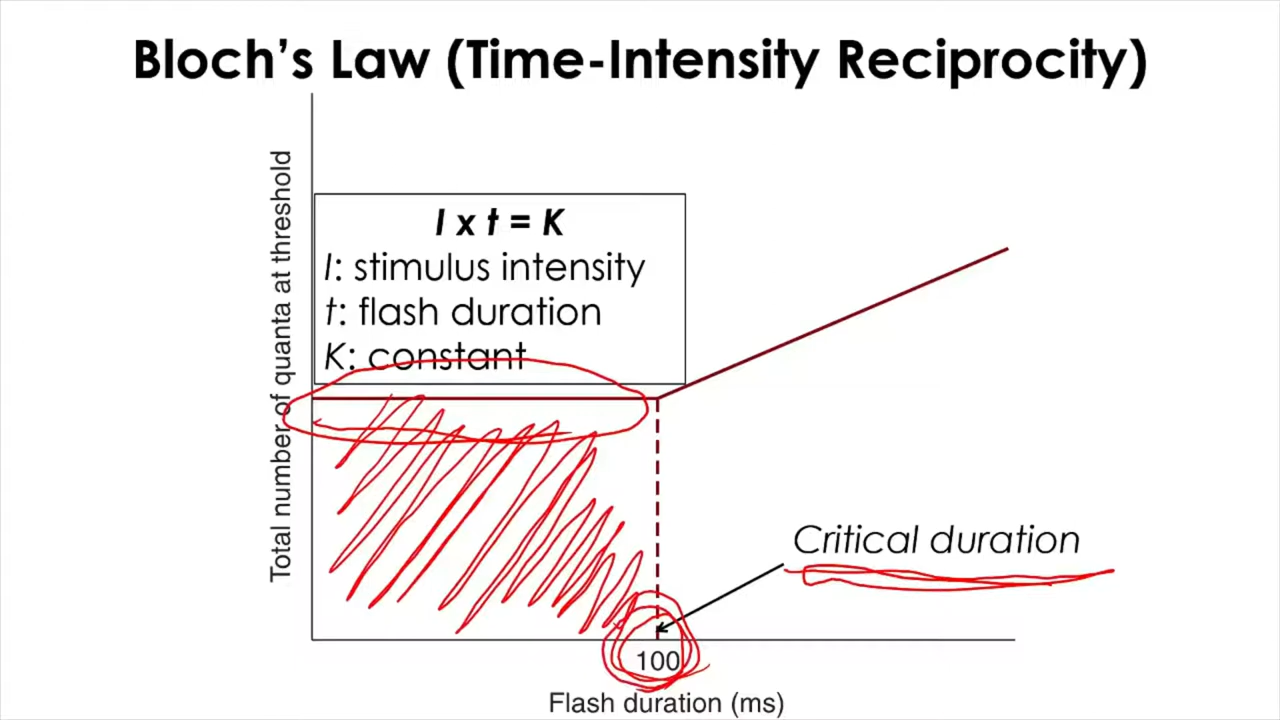 Bloch's Law (Time-Intensity Reciprocity)
Total number of quanta at threshold
I x t = K
I: stimulus intensity
t: flash duration
K: constant
Critical duration
100
Flash duration (ms)